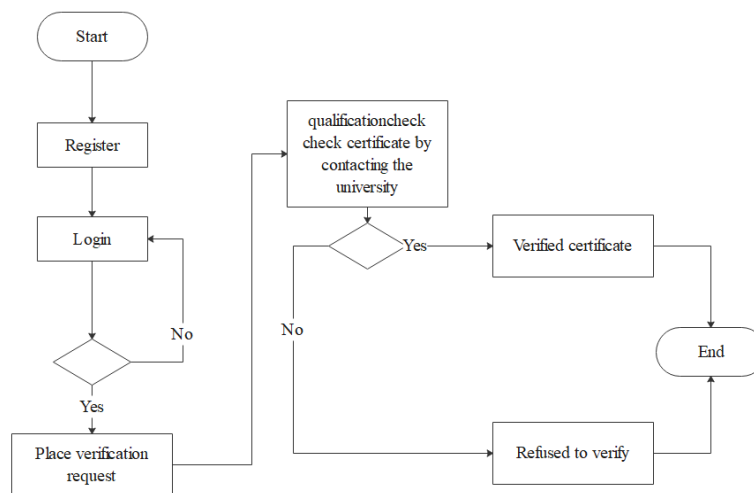 Start
Register
Login
No
Yes
Place verification
request
qualificationcheck
check certificate by
contacting the
university
Yes
No
Verified certificate
Refused to verify
End